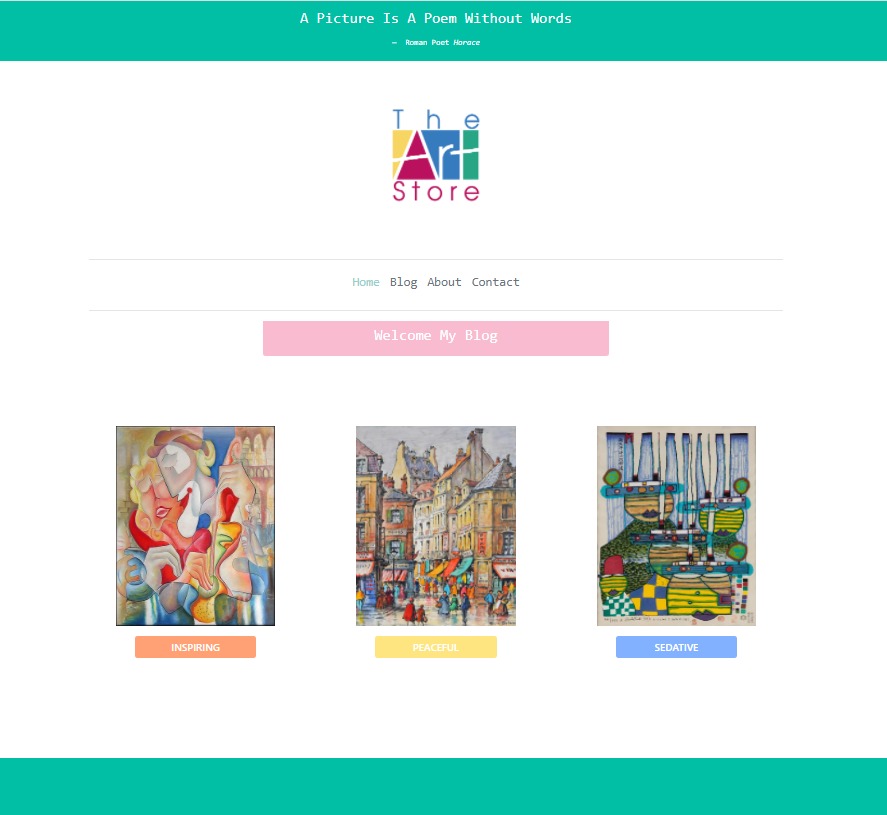 A Picture Is A Poem Without Words
— Roman Poet Horace
The
Art
Store
Home Blog About Contact
Welcome My Blog
INSPIRING
PEACEFUL
SEDATIVE